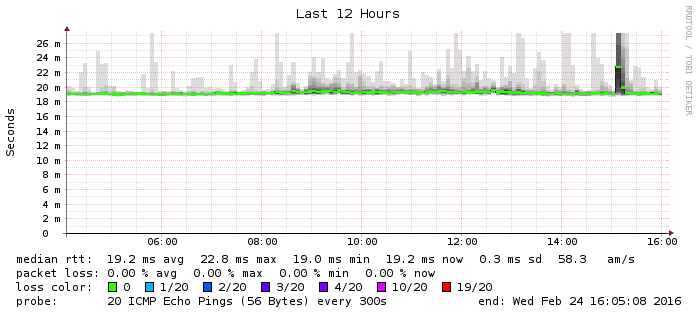 Last 12 Hours
RRDTOOL / TOBI OETIKER
Seconds
26 m
24 m
22 m
20 m
18 m
16 m
14 m
12 m
10 m
8 m
6 m
4 m
2 m
0
06:00 08:00 10:00 12:00 14:00 16:00
median rtt: 19.2 ms avg 22.8 ms max 19.0 ms min 19.2 ms now 0.3 ms sd 58.3 am/s
packet loss: 0.00 % avg 0.00 % max 0.00 % min 0.00 % now
loss color: 0 1/20 2/20 3/20 4/20 10/20 19/20
probe: 20 ICMP Echo Pings (56 Bytes) every 300s end: Wed Feb 24 16:05:08 2016